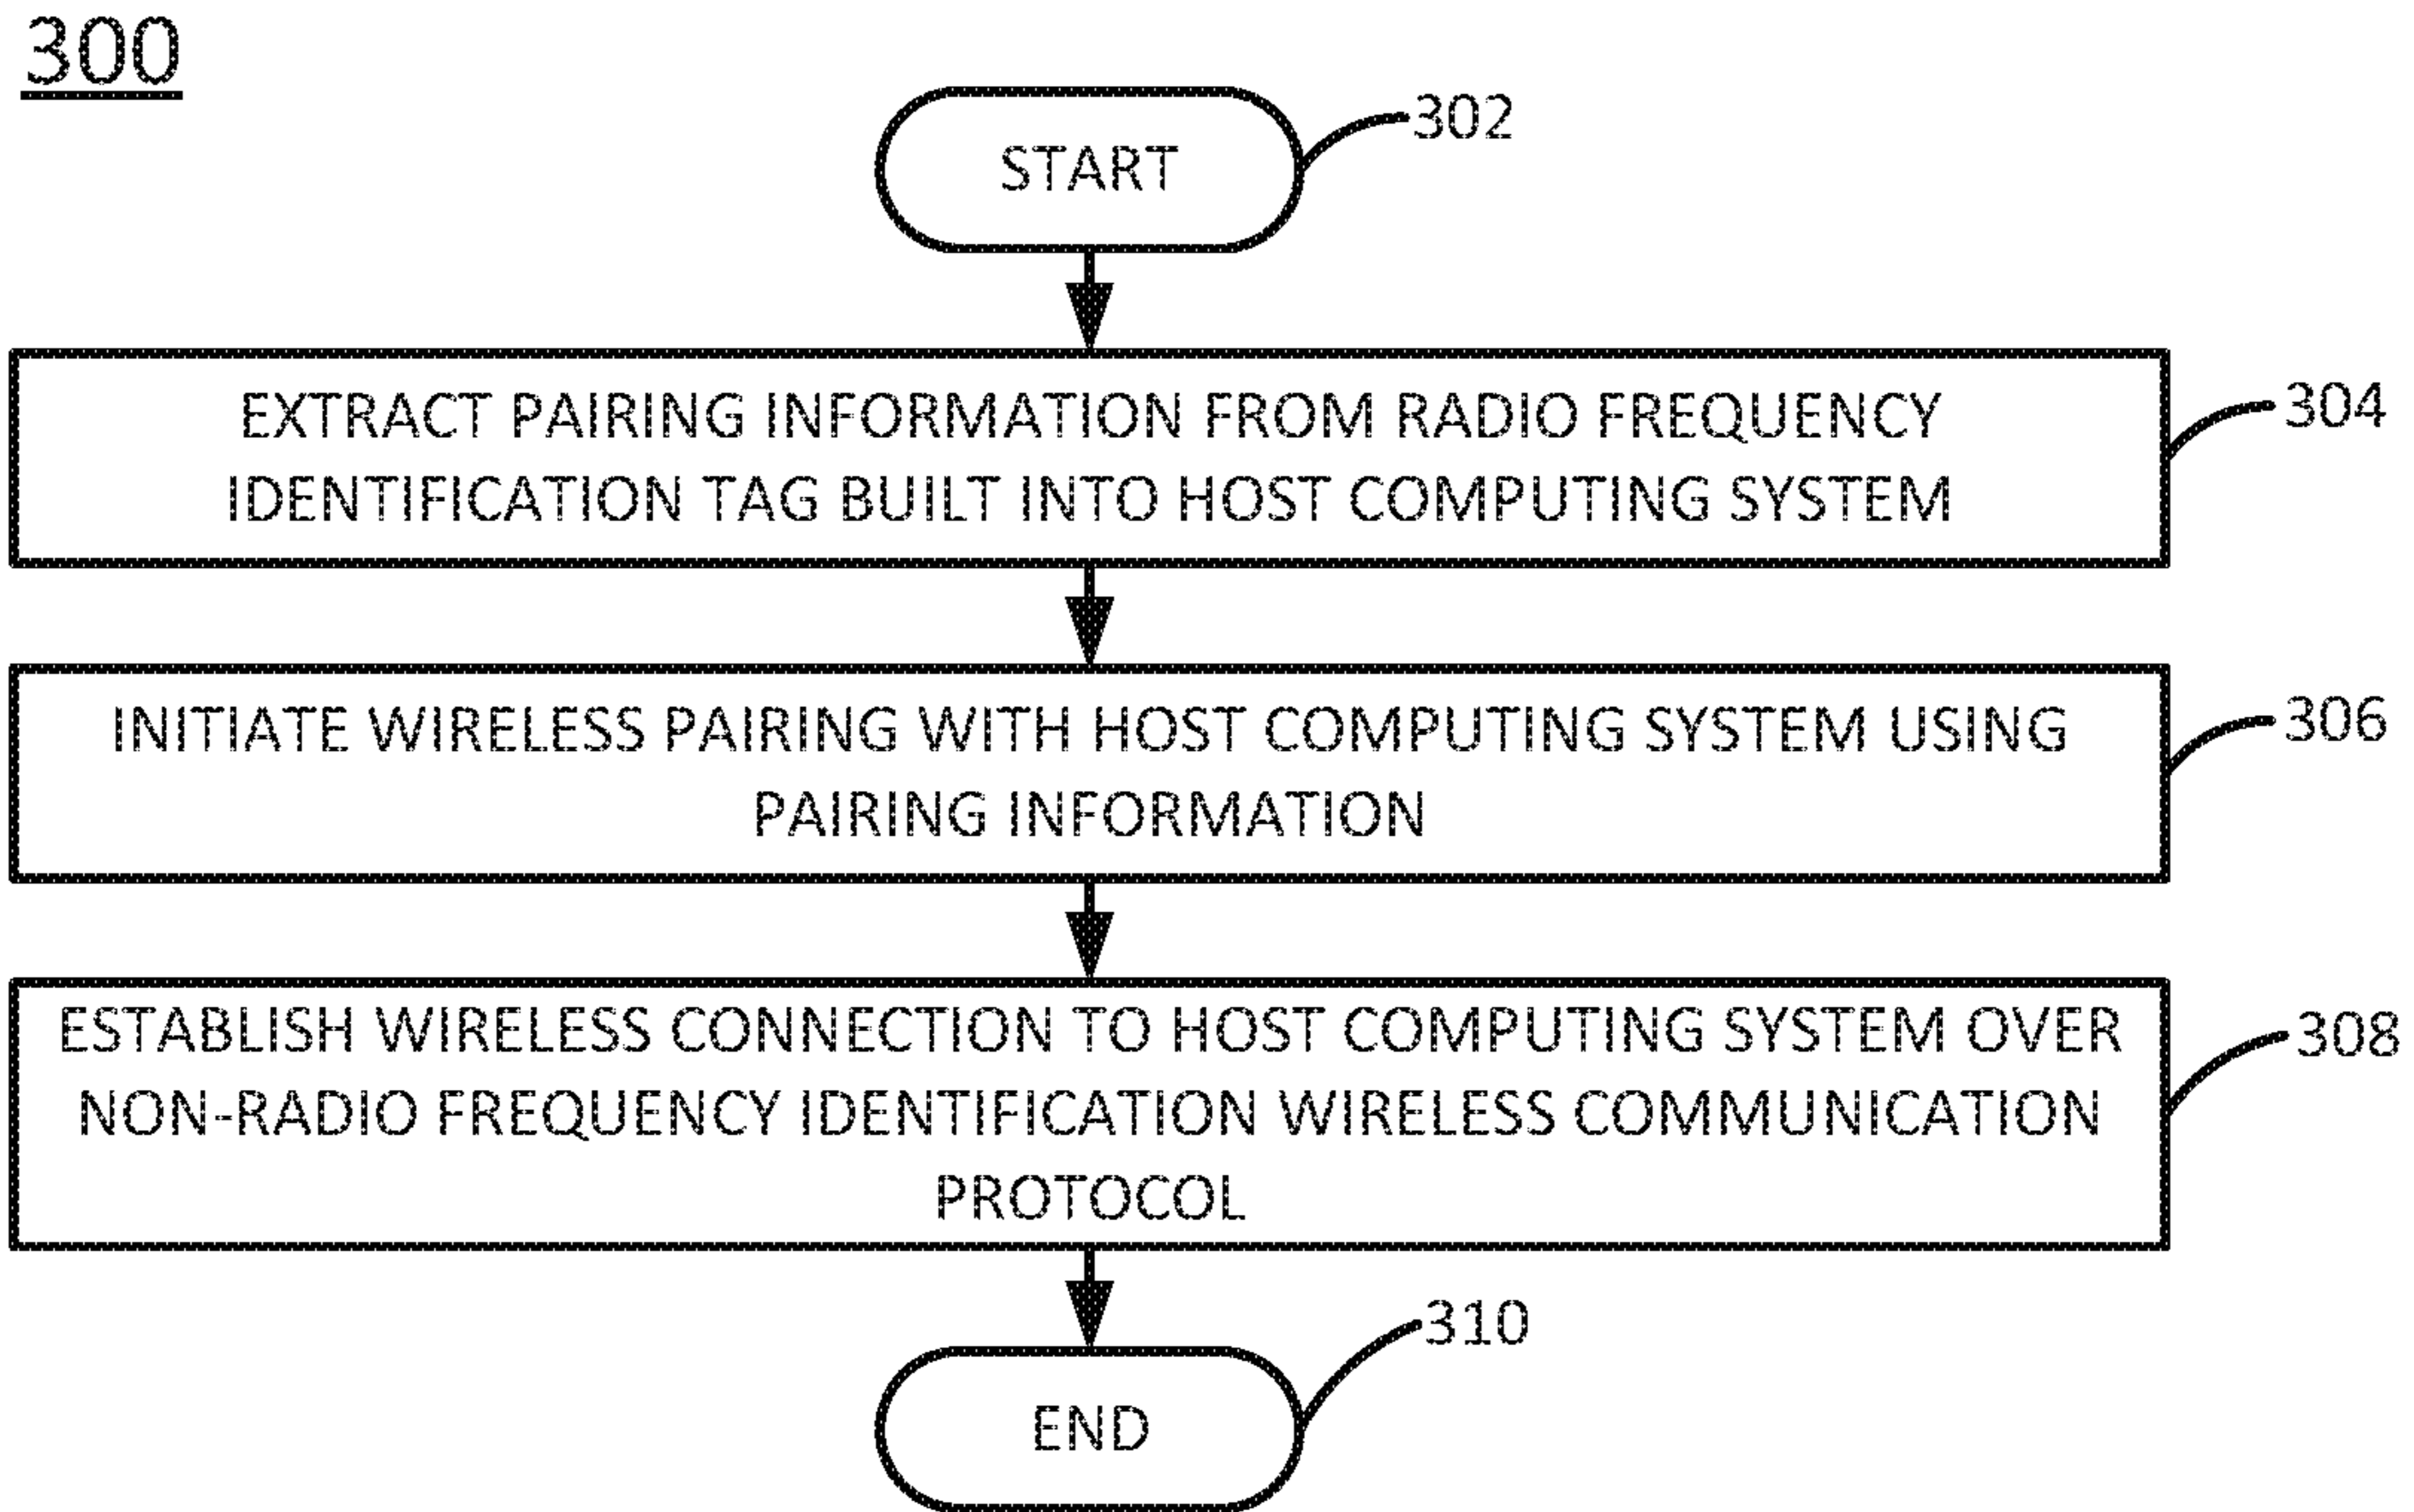 300
START
302
EXTRACT PAIRING INFORMATION FROM RADIO FREQUENCY
IDENTIFICATION TAG BUILT INTO HOST COMPUTING SYSTEM
304
INITIATE WIRELESS PAIRING WITH HOST COMPUTING SYSTEM USING
PAIRING INFORMATION
306
ESTABLISH WIRELESS CONNECTION TO HOST COMPUTING SYSTEM OVER
NON-RADIO FREQUENCY IDENTIFICATION WIRELESS COMMUNICATION
PROTOCOL
308
END
310